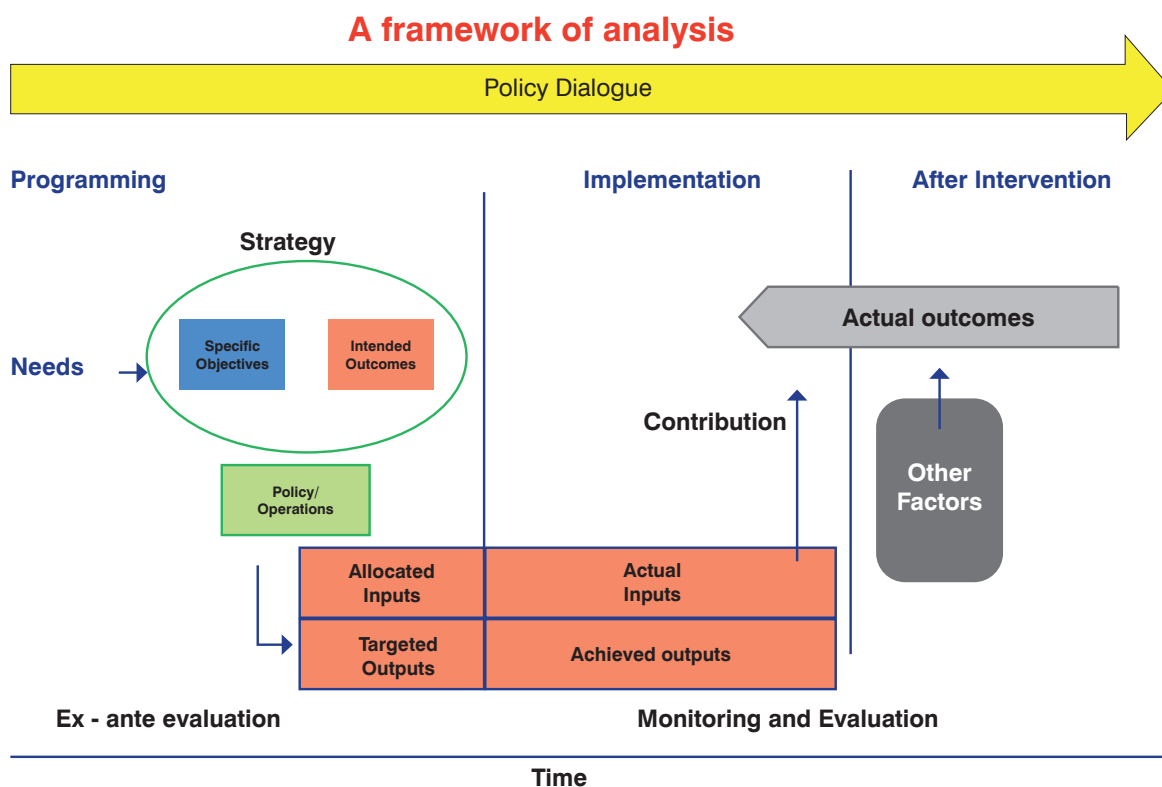 A framework of analysis
Policy Dialogue
Programming
Implementation
After Intervention
Strategy
Specific
Objectives
Intended
Outcomes
Needs
Actual outcomes
Contribution
Other
Factors
Policy/
Operations
Allocated
Inputs
Actual
Inputs
Targeted
Outputs
Achieved outputs
Ex - ante evaluation
Monitoring and Evaluation
Time